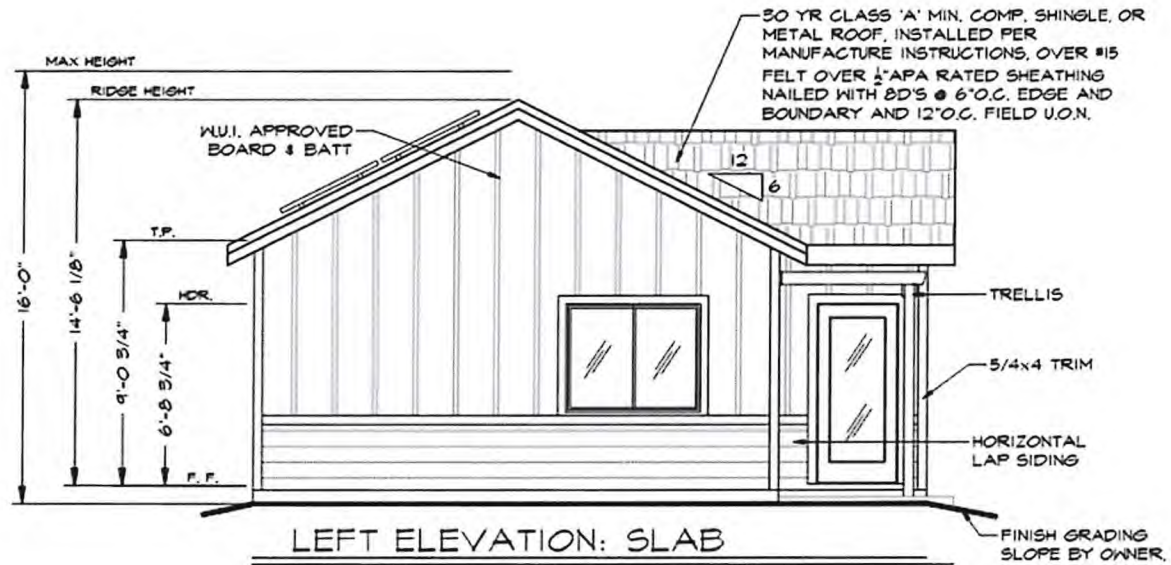 30 YR CLASS 'A' MIN. COMP. SHINGLE, OR
METAL ROOF, INSTALLED PER
MANUFACTURE INSTRUCTIONS, OVER #15
FELT OVER ½" APA RATED SHEATHING
NAILED WITH 8D'S @ 6"O.C. EDGE AND
BOUNDARY AND 12"O.C. FIELD U.O.N.
MAX HEIGHT
RIDGE HEIGHT
W.U.I. APPROVED
BOARD & BATT
12
6
T.P.
HDR.
16'-0"
14'-6 1/8"
9'-0 3/4"
6'-8 3/4"
TRELLIS
5/4x4 TRIM
HORIZONTAL
LAP SIDING
F. F.
LEFT ELEVATION: SLAB
FINISH GRADING
SLOPE BY OWNER.